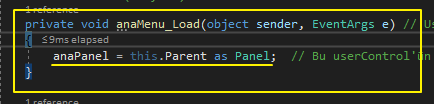 1 reference
private void anaMenu_Load(object sender, EventArgs e) // Us
{
≤9ms elapsed
anaPanel = this.Parent as Panel; // Bu userControl'ün
}
1 reference